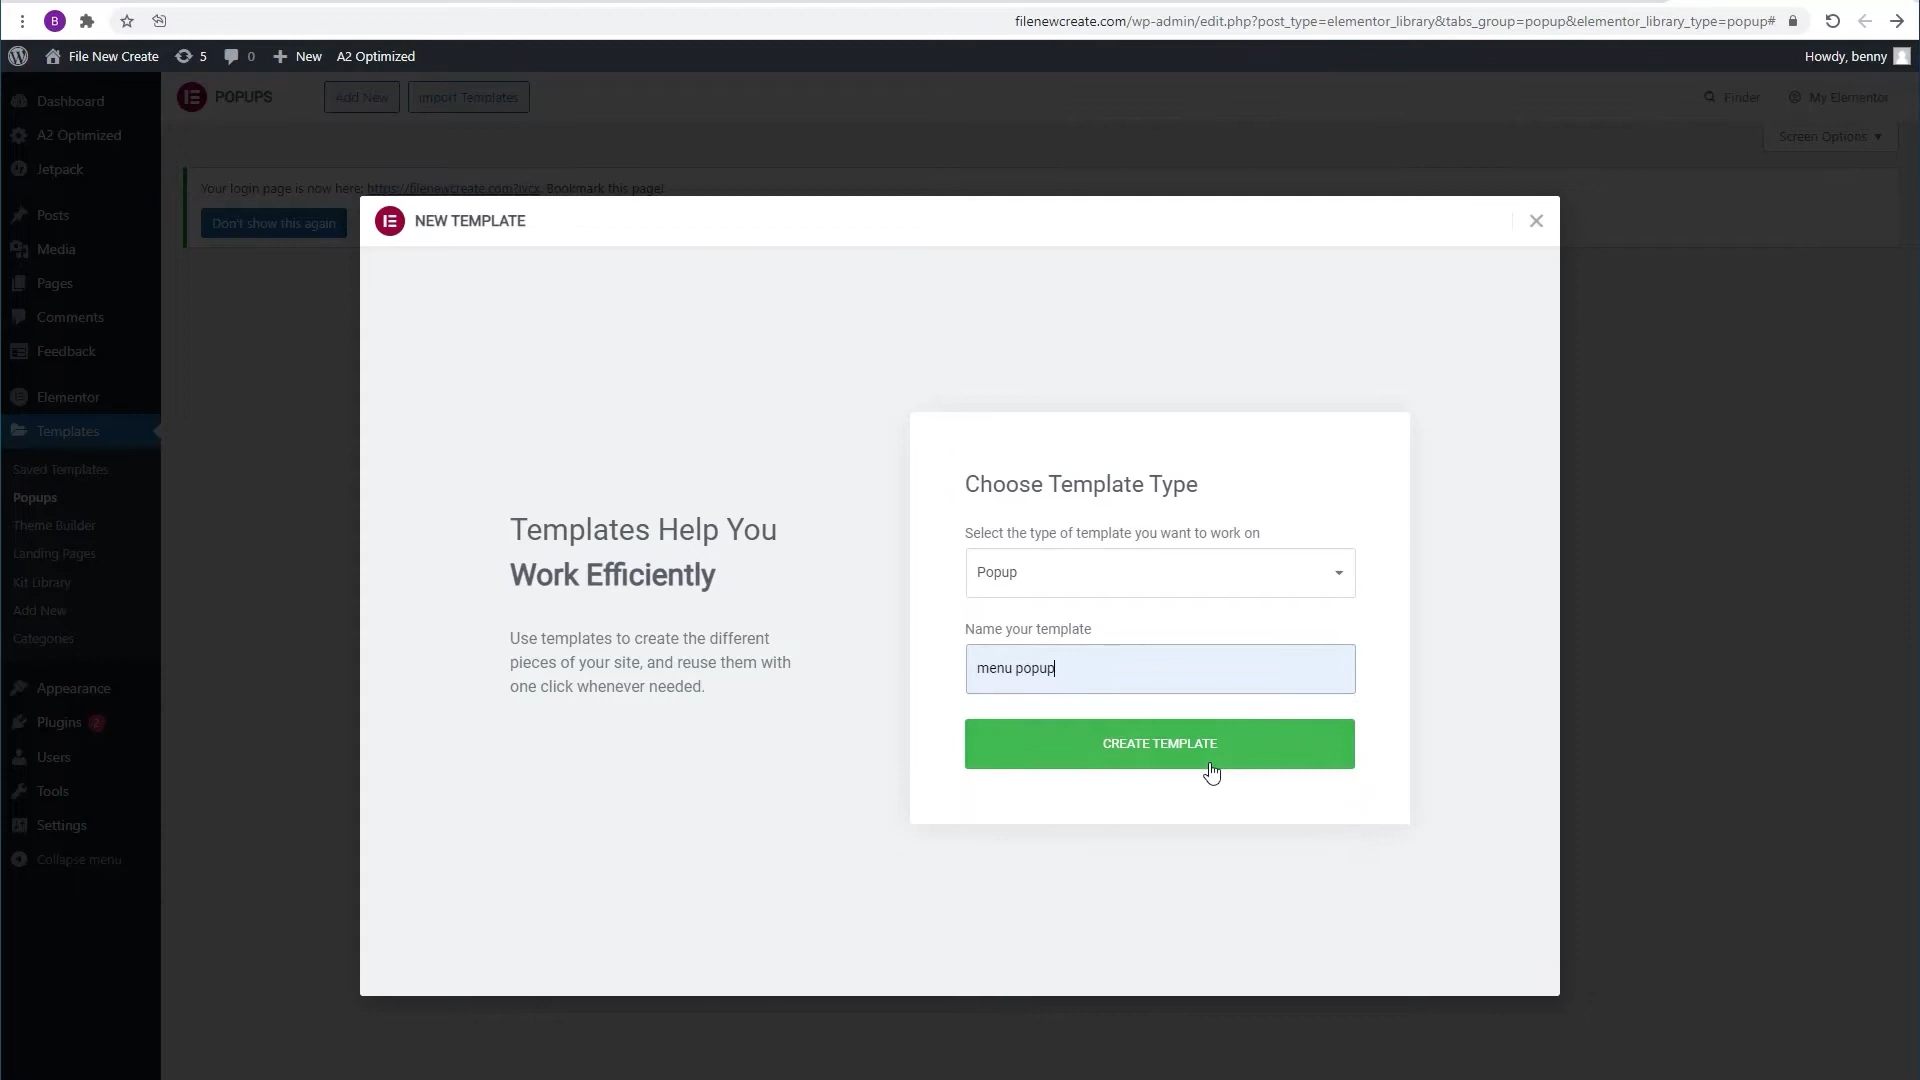 B
filenewcreate.com/wp-admin/edit.php?post_type=elementor_library&tabs_group=popup&elementor_library_type=popup#
File New Create
5
0
New
A2 Optimized
Howdy, benny
Dashboard
A2 Optimized
Jetpack
Posts
Media
Pages
Comments
Feedback
Elementor
Templates
Saved Templates
Popups
Theme Builder
Landing Pages
Kit Library
Add New
Categories
Appearance
Plugins 2
Users
Tools
Settings
Collapse menu
POPUPS
Add New
Import Templates
Finder
My Elementor
Screen Options
Your login page is now here: https://filenewcreate.com? Bookmark this page!
Don't show this again
NEW TEMPLATE
Templates Help You
Work Efficiently
Use templates to create the different
pieces of your site, and reuse them with
one click whenever needed.
Choose Template Type
Select the type of template you want to work on
Popup
Name your template
menu popup
CREATE TEMPLATE